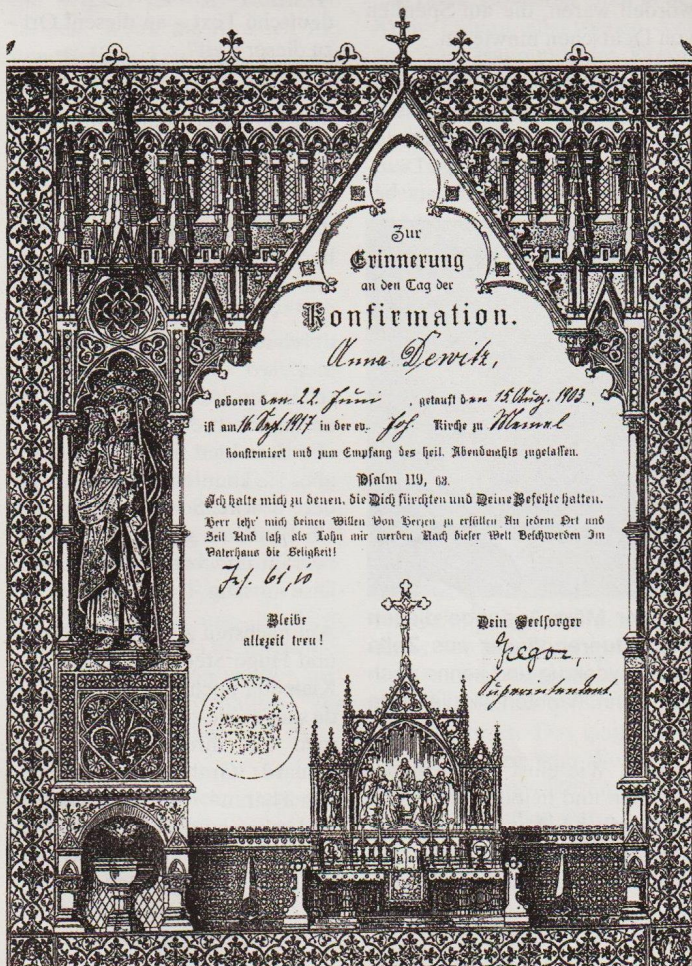 Zur
Erinnerung
an den Tag der
Konfirmation.
Anna Dewitz,
geboren den 22. Juni, getauft den 15 Aug. 1903,
ist am 16 Sept. 1917 in der ev. Joh. Kirche zu Memel
konfirmiert und zum Empfang des heil. Abendmahls zugelassen.
Psalm 119, 63.
Ich halte mich zu denen, die Dich fürchten und Deine Befehle halten.
Herr lehr' mich deinen Willen Von Herzen zu erfüllen An jedem Ort und
Zeit Und laß als Lohn mir werden Nach dieser Welt Beschwerden Im
Vaterhaus die Seligkeit!
Jes. 61, 10
Bleibe
allezeit treu!
Dein Seelsorger
Gregor,
Superintendent.